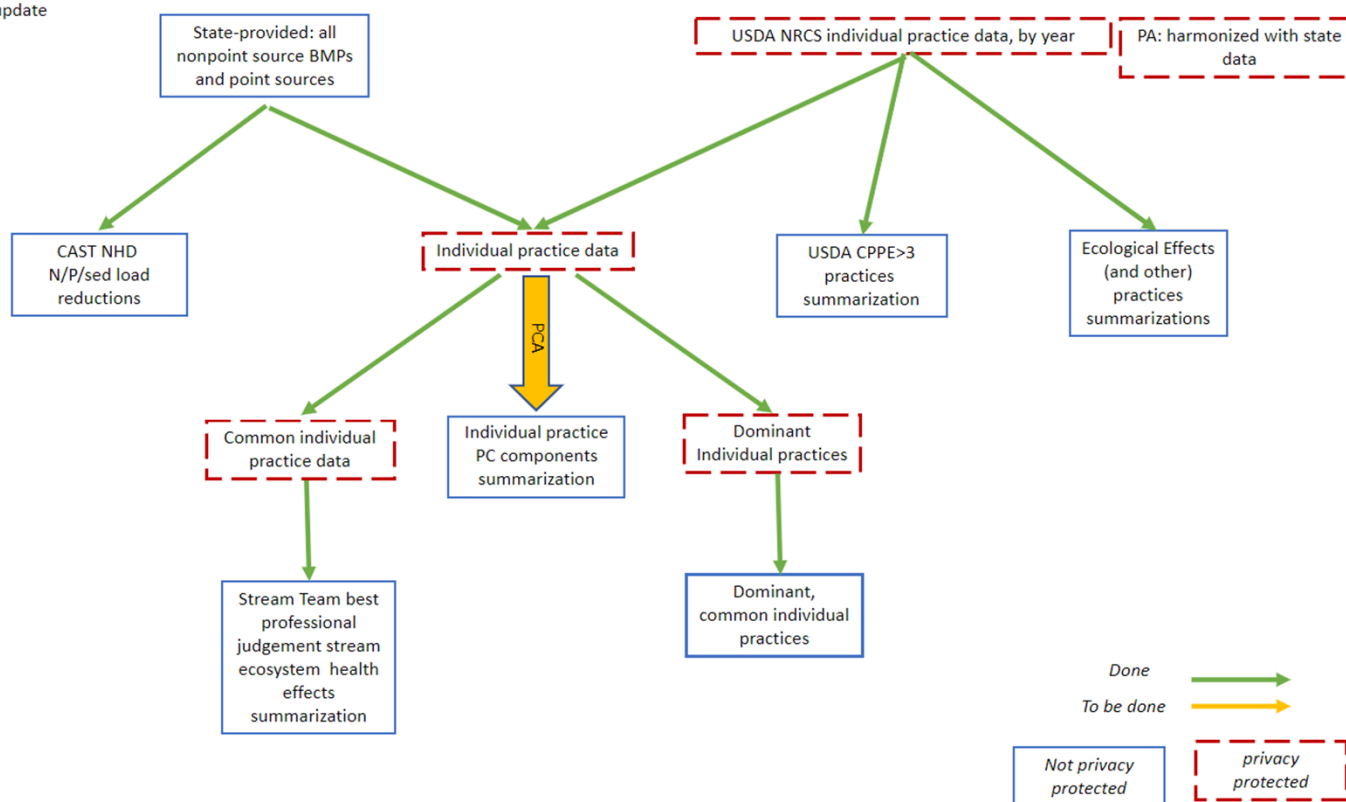 update
State-provided: all
nonpoint source BMPs
and point sources
USDA NRCS individual practice data, by year
PA: harmonized with state
data
CAST NHD
N/P/sed load
reductions
Individual practice data
USDA CPPE>3
practices
summarization
Ecological Effects
(and other)
practices
summarizations
PCA
Common individual
practice data
Individual practice
PC components
summarization
Dominant
Individual practices
Stream Team best
professional
judgement stream
ecosystem health
effects
summarization
Dominant,
common individual
practices
Done
To be done
Not privacy
protected
privacy
protected